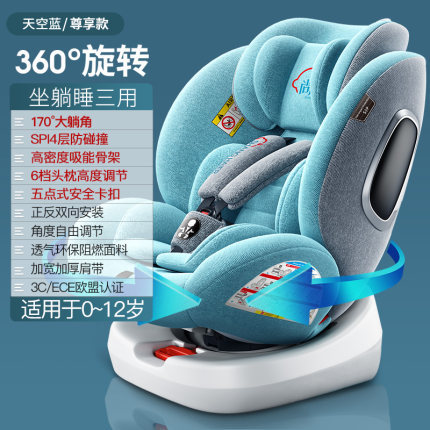 天空蓝/尊享款
360°旋转
坐躺睡三用
170°大躺角
SPI4层防碰撞
高密度吸能骨架
6档头枕高度调节
五点式安全卡扣
正反双向安装
角度自由调节
透气环保阻燃面料
加宽加厚肩带
3C/ECE欧盟认证
适用于0~12岁